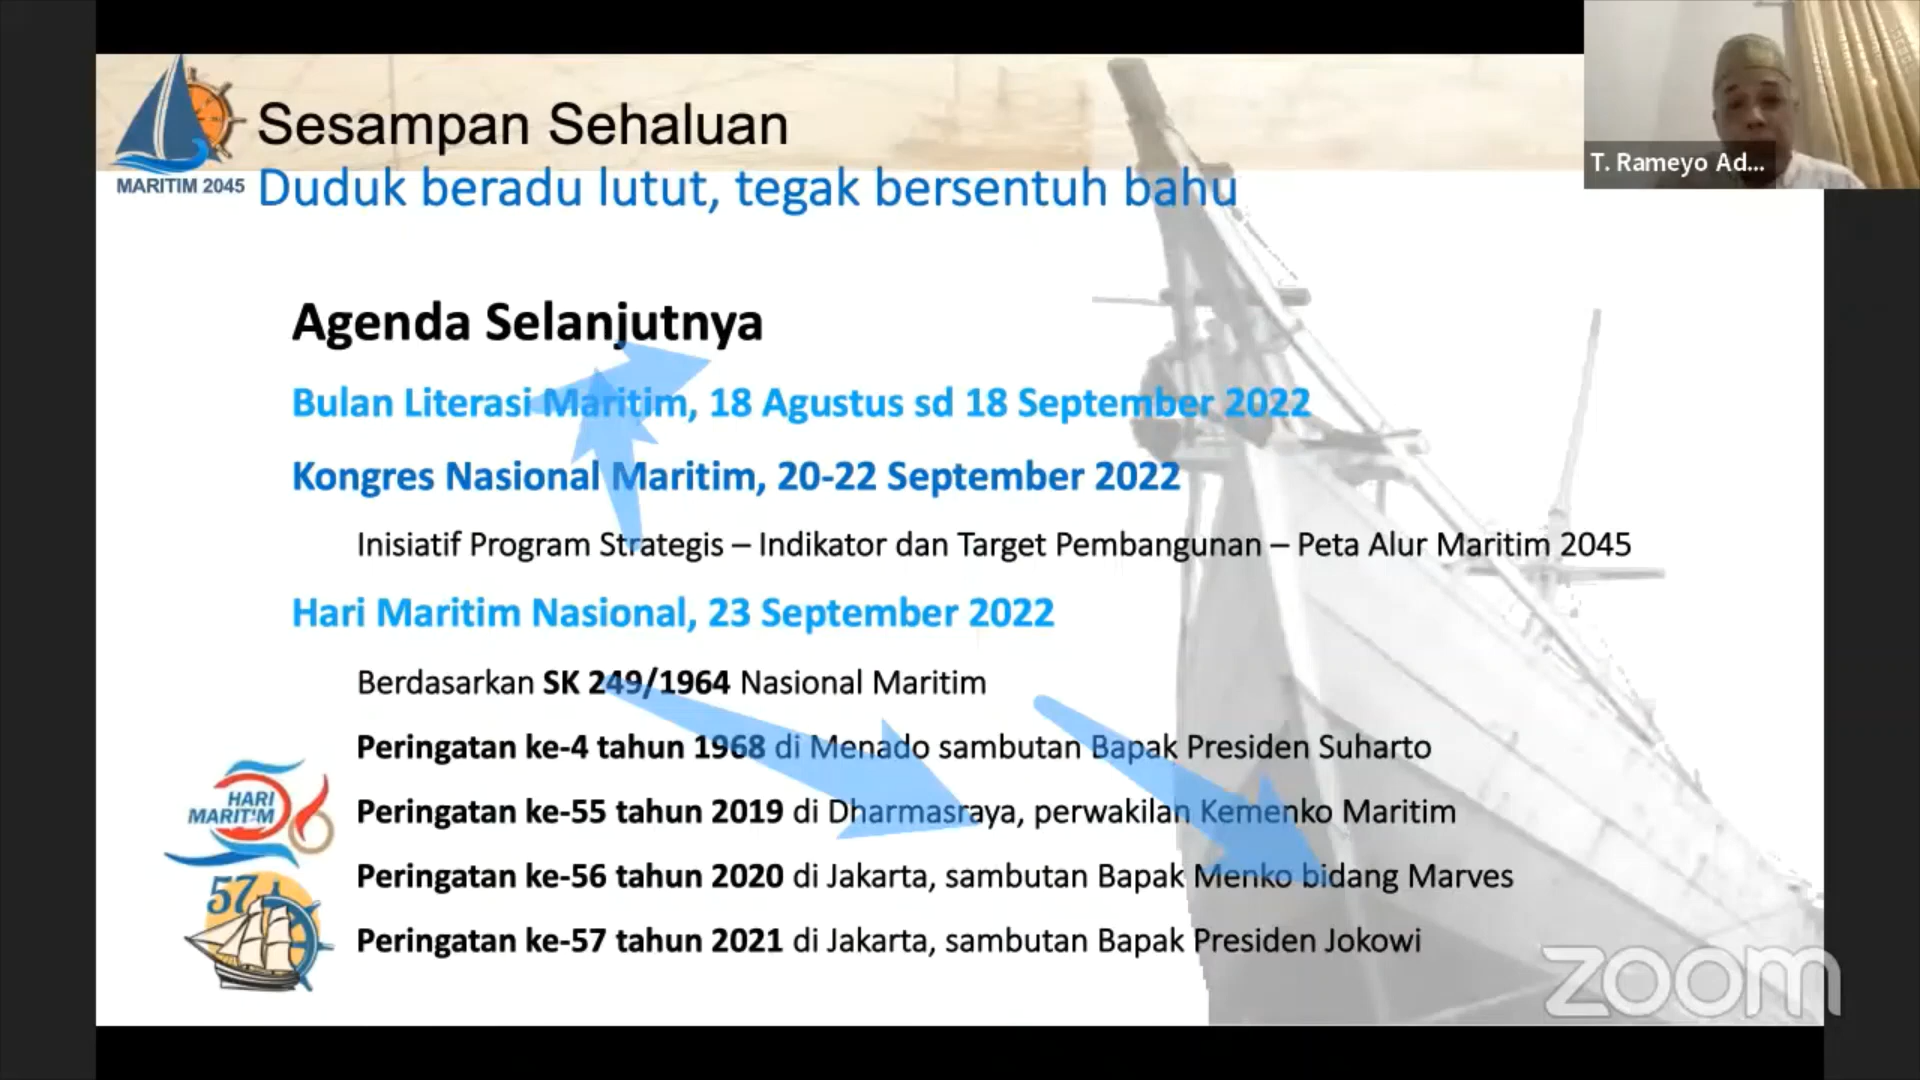 Sesampan Sehaluan
MARITIM 2045
Duduk beradu lutut, tegak bersentuh bahu
T. Rameyo Ad...
Agenda Selanjutnya
Bulan Literasi Maritim, 18 Agustus sd 18 September 2022
Kongres Nasional Maritim, 20-22 September 2022
Inisiatif Program Strategis – Indikator dan Target Pembangunan – Peta Alur Maritim 2045
Hari Maritim Nasional, 23 September 2022
Berdasarkan SK 249/1964 Nasional Maritim
Peringatan ke-4 tahun 1968 di Menado sambutan Bapak Presiden Suharto
HARI
MARITIM
Peringatan ke-55 tahun 2019 di Dharmasraya, perwakilan Kemenko Maritim
Peringatan ke-56 tahun 2020 di Jakarta, sambutan Bapak Menko bidang Marves
57
Peringatan ke-57 tahun 2021 di Jakarta, sambutan Bapak Presiden Jokowi
zoom